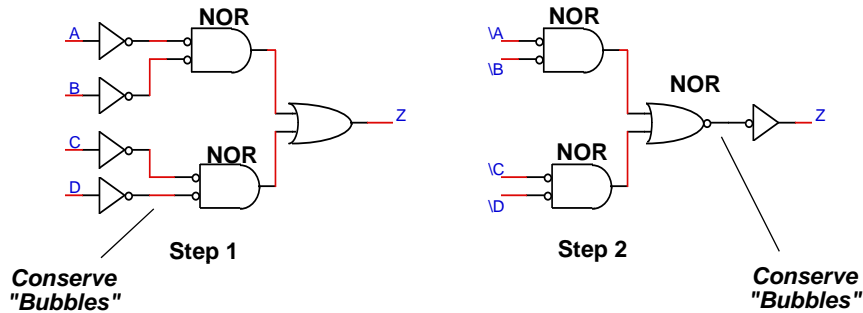 NOR
A
B
Z
C
NOR
D
Step 1
Conserve
"Bubbles"
NOR
\A
\B
NOR
Z
NOR
\C
\D
Step 2
Conserve
"Bubbles"